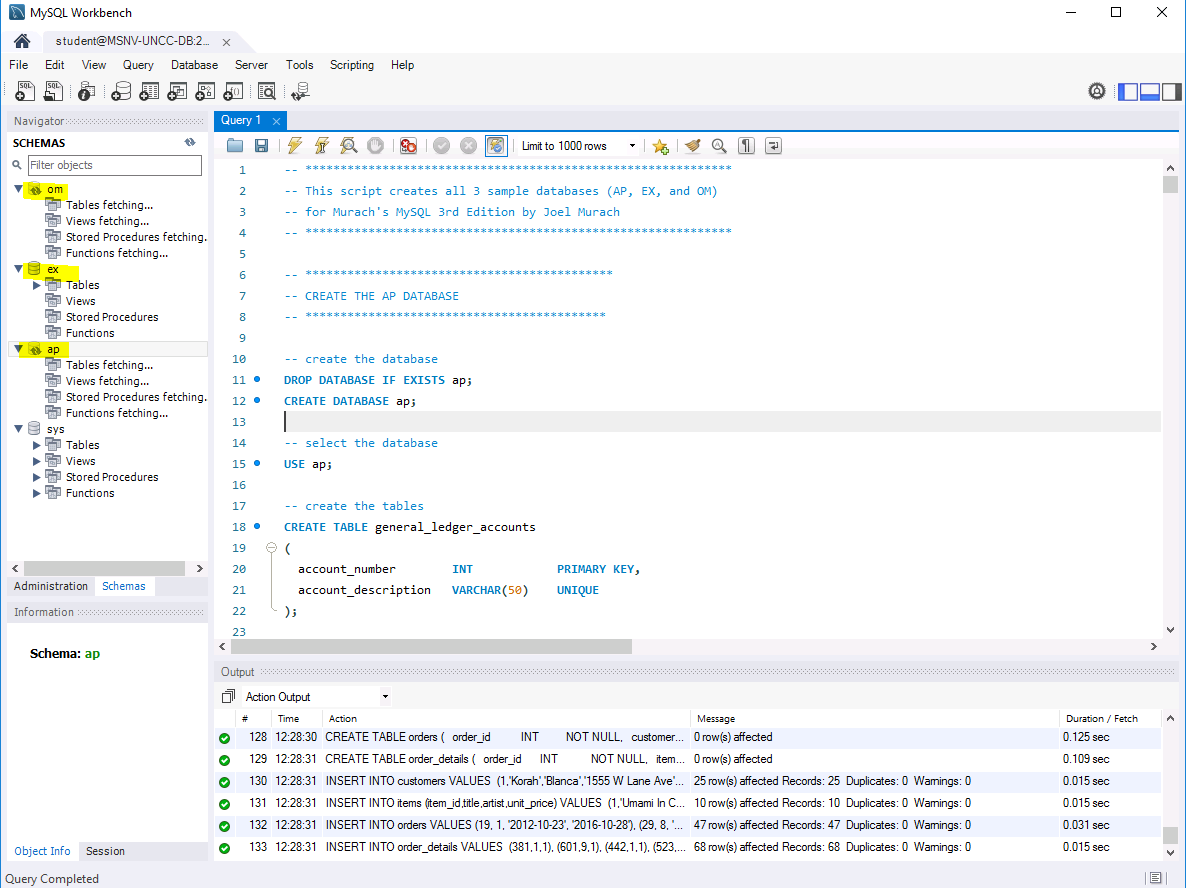 MySQL Workbench
student@MSNV-UNCC-DB:2...
File Edit View Query Database Server Tools Scripting Help
Navigator
SCHEMAS
Filter objects
om
Tables fetching...
Views fetching...
Stored Procedures fetching.
Functions fetching...
ex
Tables
Views
Stored Procedures
Functions
ap
Tables fetching...
Views fetching...
Stored Procedures fetching.
Functions fetching...
sys
Tables
Views
Stored Procedures
Functions
Administration Schemas
Information
Schema: ap
Object Info Session
Query 1
Limit to 1000 rows
1 -- *************************************************************
2 -- This script creates all 3 sample databases (AP, EX, and OM)
3 -- for Murach's MySQL 3rd Edition by Joel Murach
4 -- *************************************************************
5
6 -- ********************************************
7 -- CREATE THE AP DATABASE
8 -- *******************************************
9
10 -- create the database
11 DROP DATABASE IF EXISTS ap;
12 CREATE DATABASE ap;
13
14 -- select the database
15 USE ap;
16
17 -- create the tables
18 CREATE TABLE general_ledger_accounts
19 (
20 account_number INT PRIMARY KEY,
21 account_description VARCHAR(50) UNIQUE
22 );
23
Output
Action Output
# Time Action Message Duration / Fetch
128 12:28:30 CREATE TABLE orders ( order_id INT NOT NULL, customer... 0 row(s) affected 0.125 sec
129 12:28:31 CREATE TABLE order_details ( order_id INT NOT NULL, item... 0 row(s) affected 0.109 sec
130 12:28:31 INSERT INTO customers VALUES (1,'Korah','Blanca','1555 W Lane Ave'... 25 row(s) affected Records: 25 Duplicates: 0 Warnings: 0 0.015 sec
131 12:28:31 INSERT INTO items (item_id,title,artist,unit_price) VALUES (1,'Umami In C... 10 row(s) affected Records: 10 Duplicates: 0 Warnings: 0 0.015 sec
132 12:28:31 INSERT INTO orders VALUES (19, 1, '2012-10-23', '2016-10-28'), (29, 8, '... 47 row(s) affected Records: 47 Duplicates: 0 Warnings: 0 0.031 sec
133 12:28:31 INSERT INTO order_details VALUES (381,1,1), (601,9,1), (442,1,1), (523,... 68 row(s) affected Records: 68 Duplicates: 0 Warnings: 0 0.015 sec
Query Completed